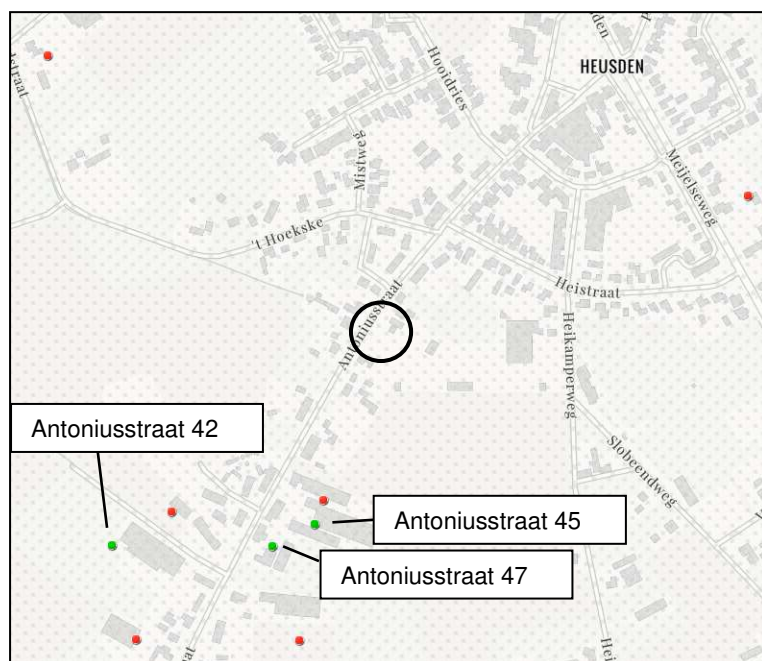 HEUSDEN
Hooidries
Mistweg
Meijelseweg
't Hoekske
Heistraat
Antoniusstraat
Heikamperweg
Antoniusstraat 42
Slobeendweg
Antoniusstraat 45
Antoniusstraat 47